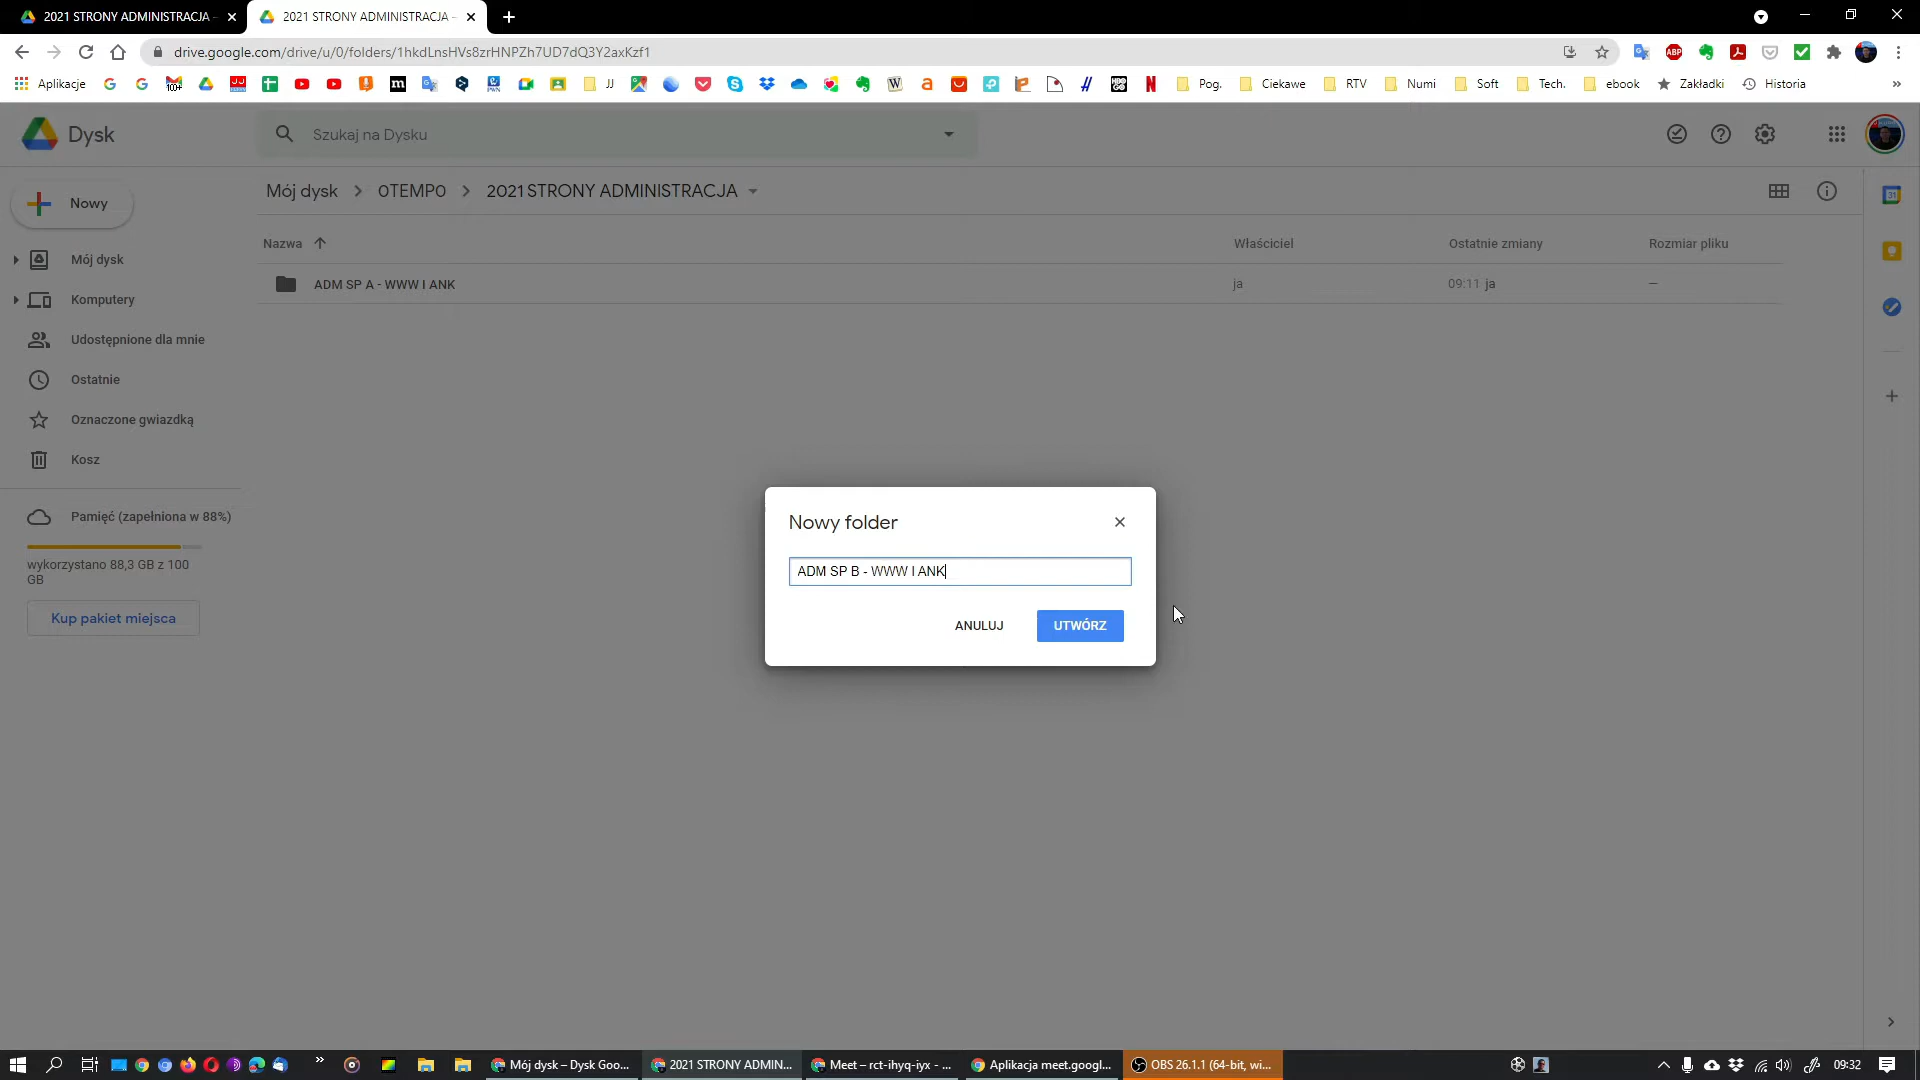 2021 STRONY ADMINISTRACJA -
2021 STRONY ADMINISTRACJA -
drive.google.com/drive/u/0/folders/1hkdLnsHVs8zrHNPZh7UD7dQ3Y2axKzf1
Aplikacje JJ Pog. Ciekawe RTV Numi Soft Tech. ebook Zakładki Historia »
Dysk
Szukaj na Dysku
Nowy
Mój dysk > 0TEMP0 > 2021 STRONY ADMINISTRACJA
Nazwa Właściciel Ostatnie zmiany Rozmiar pliku
ADM SP A - WWW I ANK ja 09:11 ja —
Mój dysk
Komputery
Udostępnione dla mnie
Ostatnie
Oznaczone gwiazdką
Kosz
Pamięć (zapełniona w 88%)
wykorzystano 88,3 GB z 100
GB
Kup pakiet miejsca
Nowy folder
ADM SP B - WWW I ANK
ANULUJ UTWÓRZ
Mój dysk – Dysk Goo... 2021 STRONY ADMIN... Meet – rct-ihyq-iyx - ... Aplikacja meet.googl... OBS 26.1.1 (64-bit, wi... 09:32